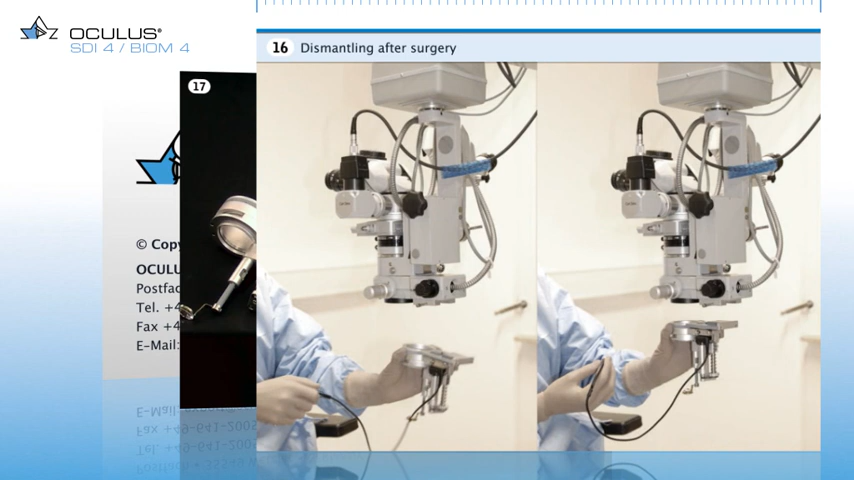 OCULUS®
SDI 4 / BIOM 4
16 Dismantling after surgery
17
© Copy
OCULU
Postfac
Tel. +4
Fax +4
E-Mail: